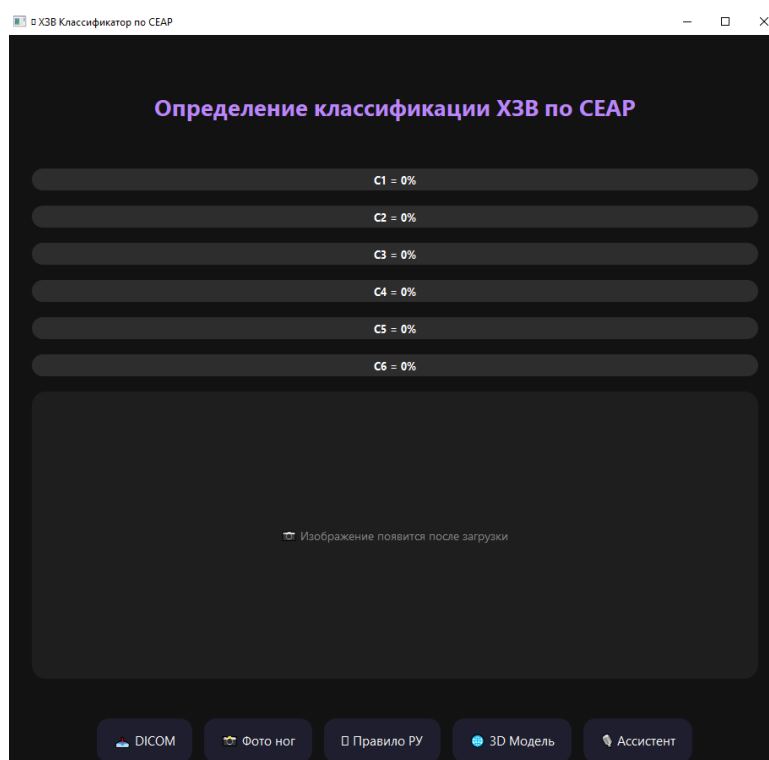 ХЗВ Классификатор по CEAP
Определение классификации ХЗВ по CEAP
C1 = 0%
C2 = 0%
C3 = 0%
C4 = 0%
C5 = 0%
C6 = 0%
Изображение появится после загрузки
DICOM
Фото ног
Правило РУ
3D Модель
Ассистент